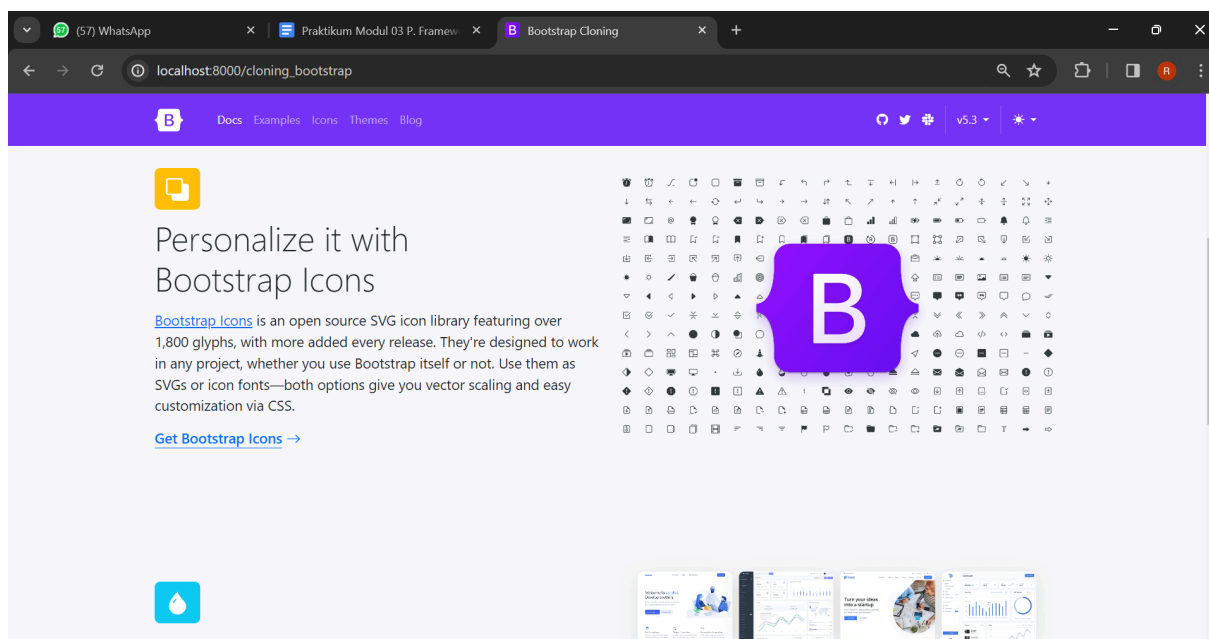 57
(57) WhatsApp
Praktikum Modul 03 P. Framew
B
Bootstrap Cloning
localhost:8000/cloning_bootstrap
R
B
Docs
Examples
Icons
Themes
Blog
v5.3
Personalize it with
Bootstrap Icons
Bootstrap Icons is an open source SVG icon library featuring over
1,800 glyphs, with more added every release. They're designed to work
in any project, whether you use Bootstrap itself or not. Use them as
SVGs or icon fonts—both options give you vector scaling and easy
customization via CSS.
Get Bootstrap Icons
B
Turn your ideas
into a startup